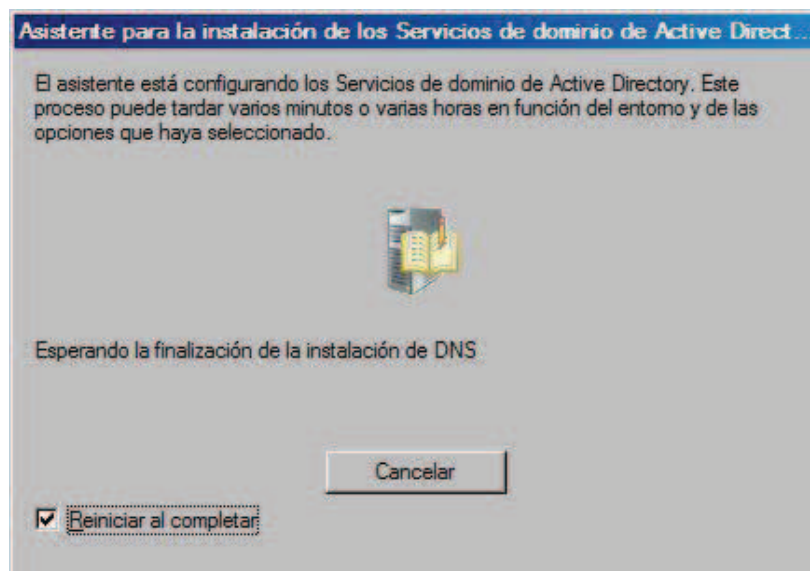 Asistente para la instalación de los Servicios de dominio de Active Direct...
El asistente está configurando los Servicios de dominio de Active Directory. Este
proceso puede tardar varios minutos o varias horas en función del entorno y de las
opciones que haya seleccionado.
Esperando la finalización de la instalación de DNS
Cancelar
Reiniciar al completar